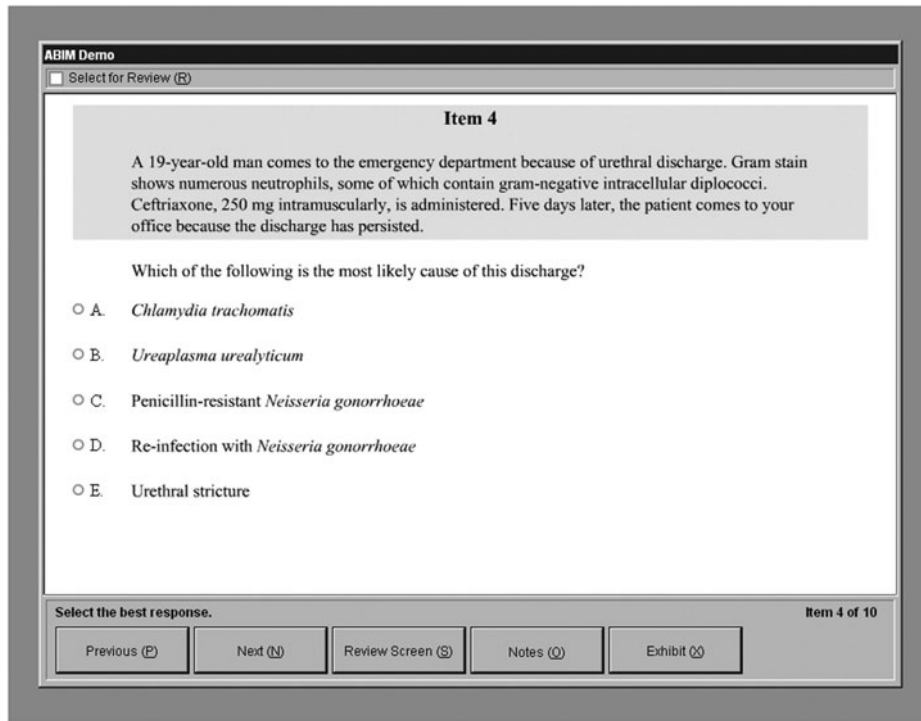 ABIM Demo
Select for Review (R)
Item 4
A 19-year-old man comes to the emergency department because of urethral discharge. Gram stain
shows numerous neutrophils, some of which contain gram-negative intracellular diplococci.
Ceftriaxone, 250 mg intramuscularly, is administered. Five days later, the patient comes to your
office because the discharge has persisted.
Which of the following is the most likely cause of this discharge?
A. Chlamydia trachomatis
B. Ureaplasma urealyticum
C. Penicillin-resistant Neisseria gonorrhoeae
D. Re-infection with Neisseria gonorrhoeae
E. Urethral stricture
Select the best response. Item 4 of 10
Previous (P) Next (N) Review Screen (S) Notes (O) Exhibit (X)